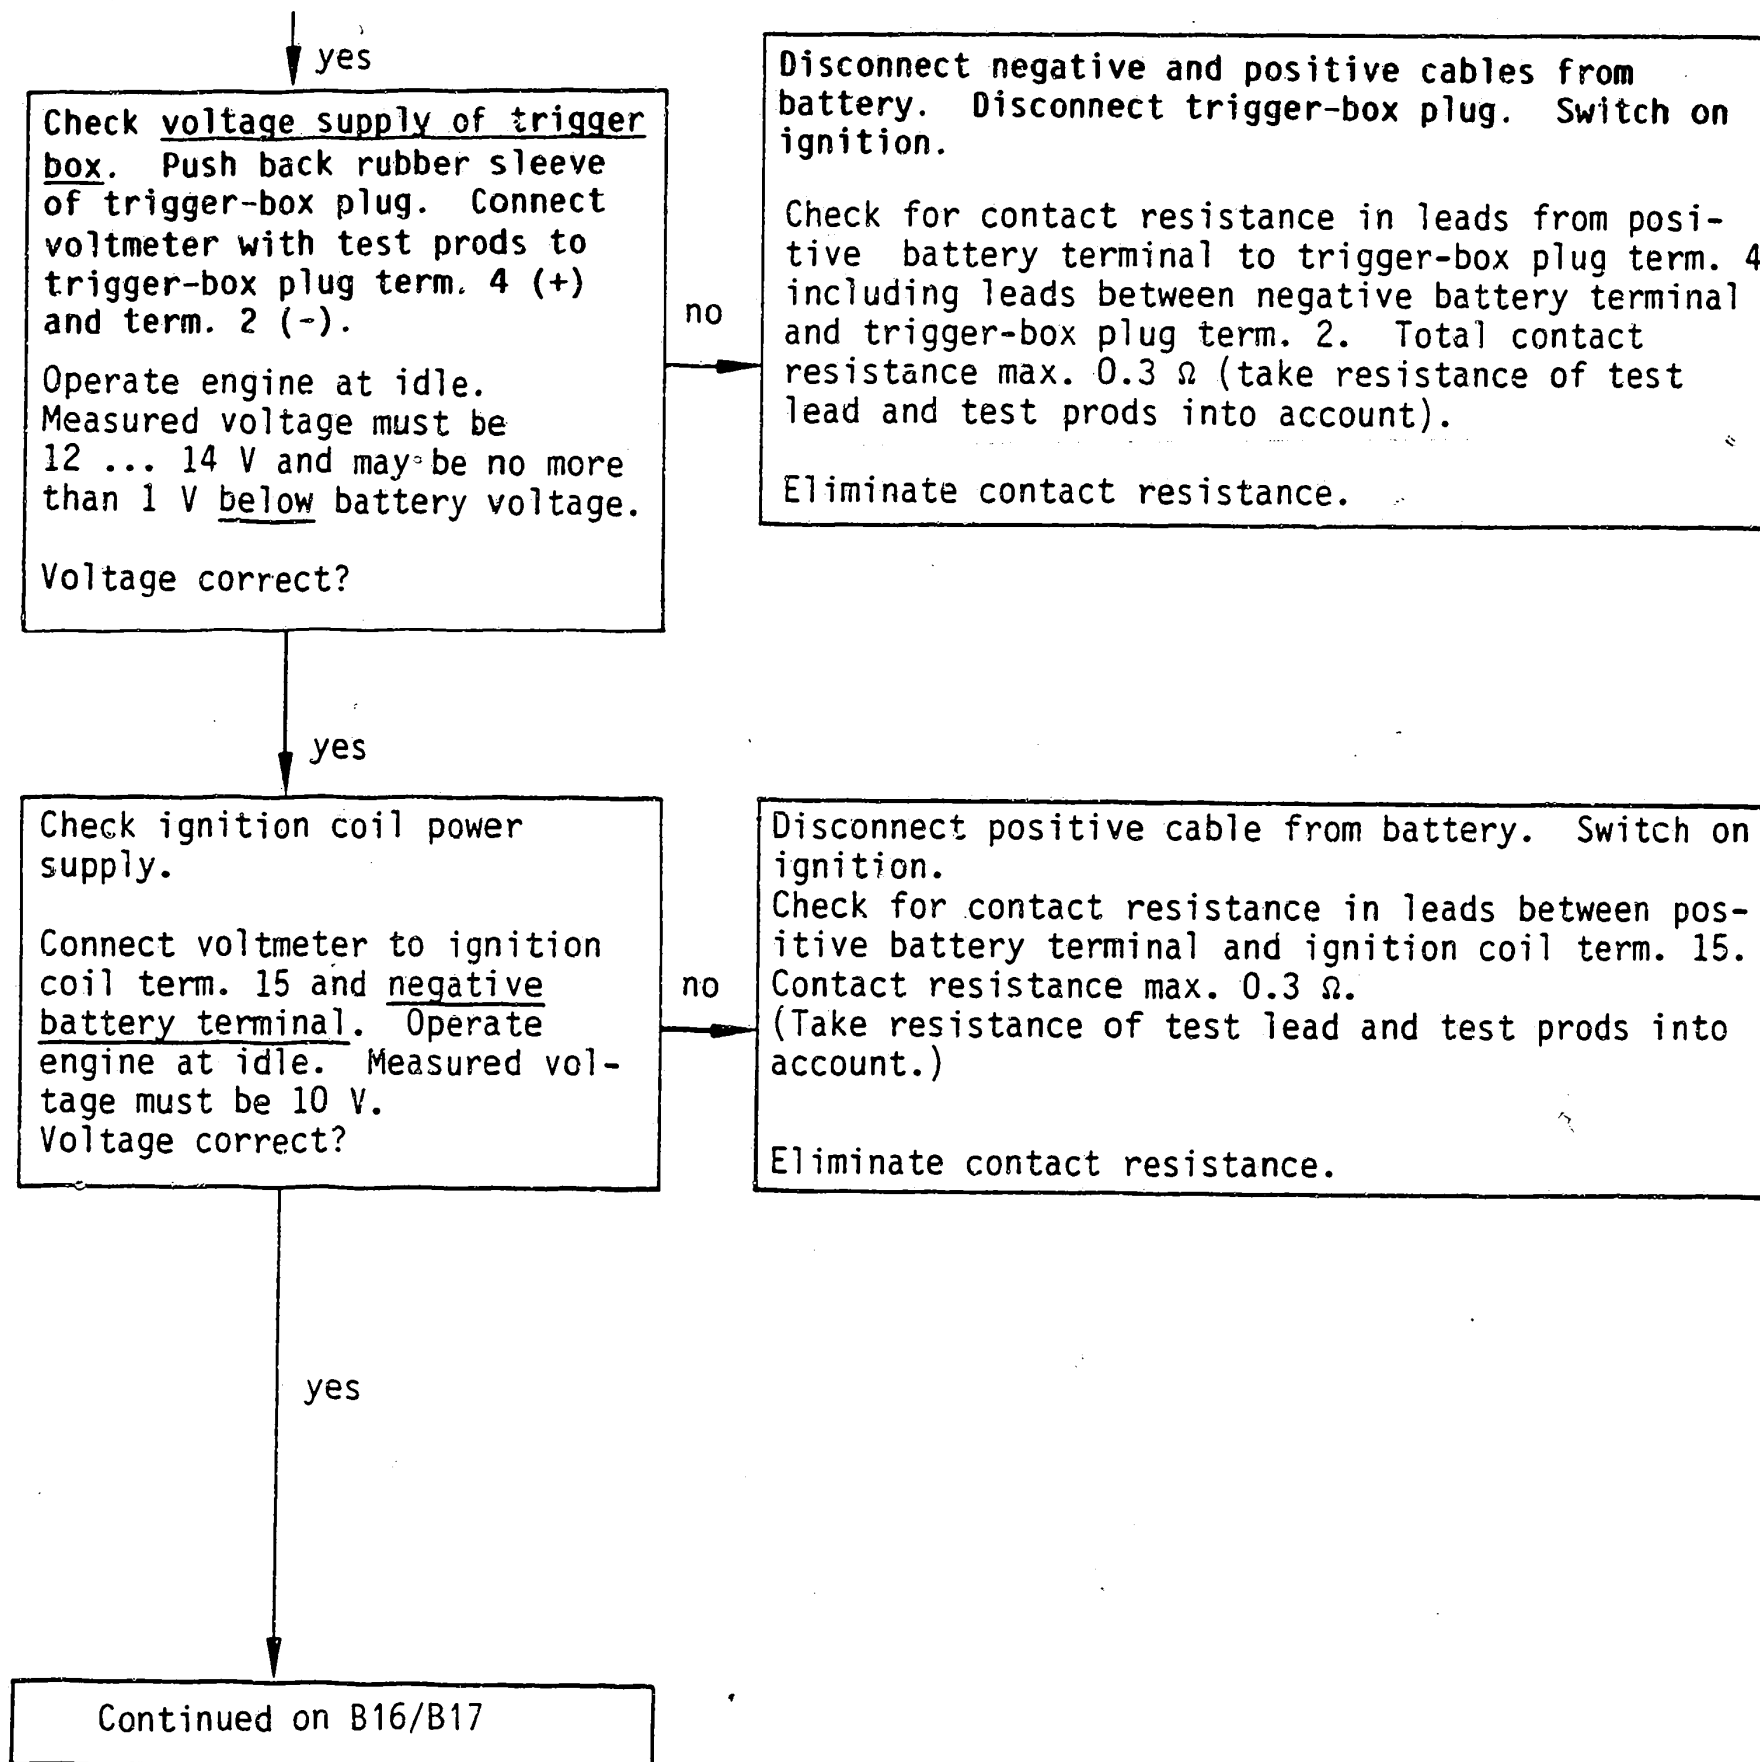 yes
Check voltage supply of trigger
box. Push back rubber sleeve
of trigger-box plug. Connect
voltmeter with test prods to
trigger-box plug term. 4 (+)
and term. 2 (-).
Operate engine at idle.
Measured voltage must be
12 ... 14 V and may be no more
than 1 V below battery voltage.
Voltage correct?
no
Disconnect negative and positive cables from
battery. Disconnect trigger-box plug. Switch on
ignition.
Check for contact resistance in leads from posi-
tive battery terminal to trigger-box plug term. 4
including leads between negative battery terminal
and trigger-box plug term. 2. Total contact
resistance max. 0.3 Ω (take resistance of test
lead and test prods into account).
Eliminate contact resistance.
yes
Check ignition coil power
supply.
Connect voltmeter to ignition
coil term. 15 and negative
battery terminal. Operate
engine at idle. Measured vol-
tage must be 10 V.
Voltage correct?
no
Disconnect positive cable from battery. Switch on
ignition.
Check for contact resistance in leads between pos-
itive battery terminal and ignition coil term. 15.
Contact resistance max. 0.3 Ω.
(Take resistance of test lead and test prods into
account.)
Eliminate contact resistance.
yes
Continued on B16/B17